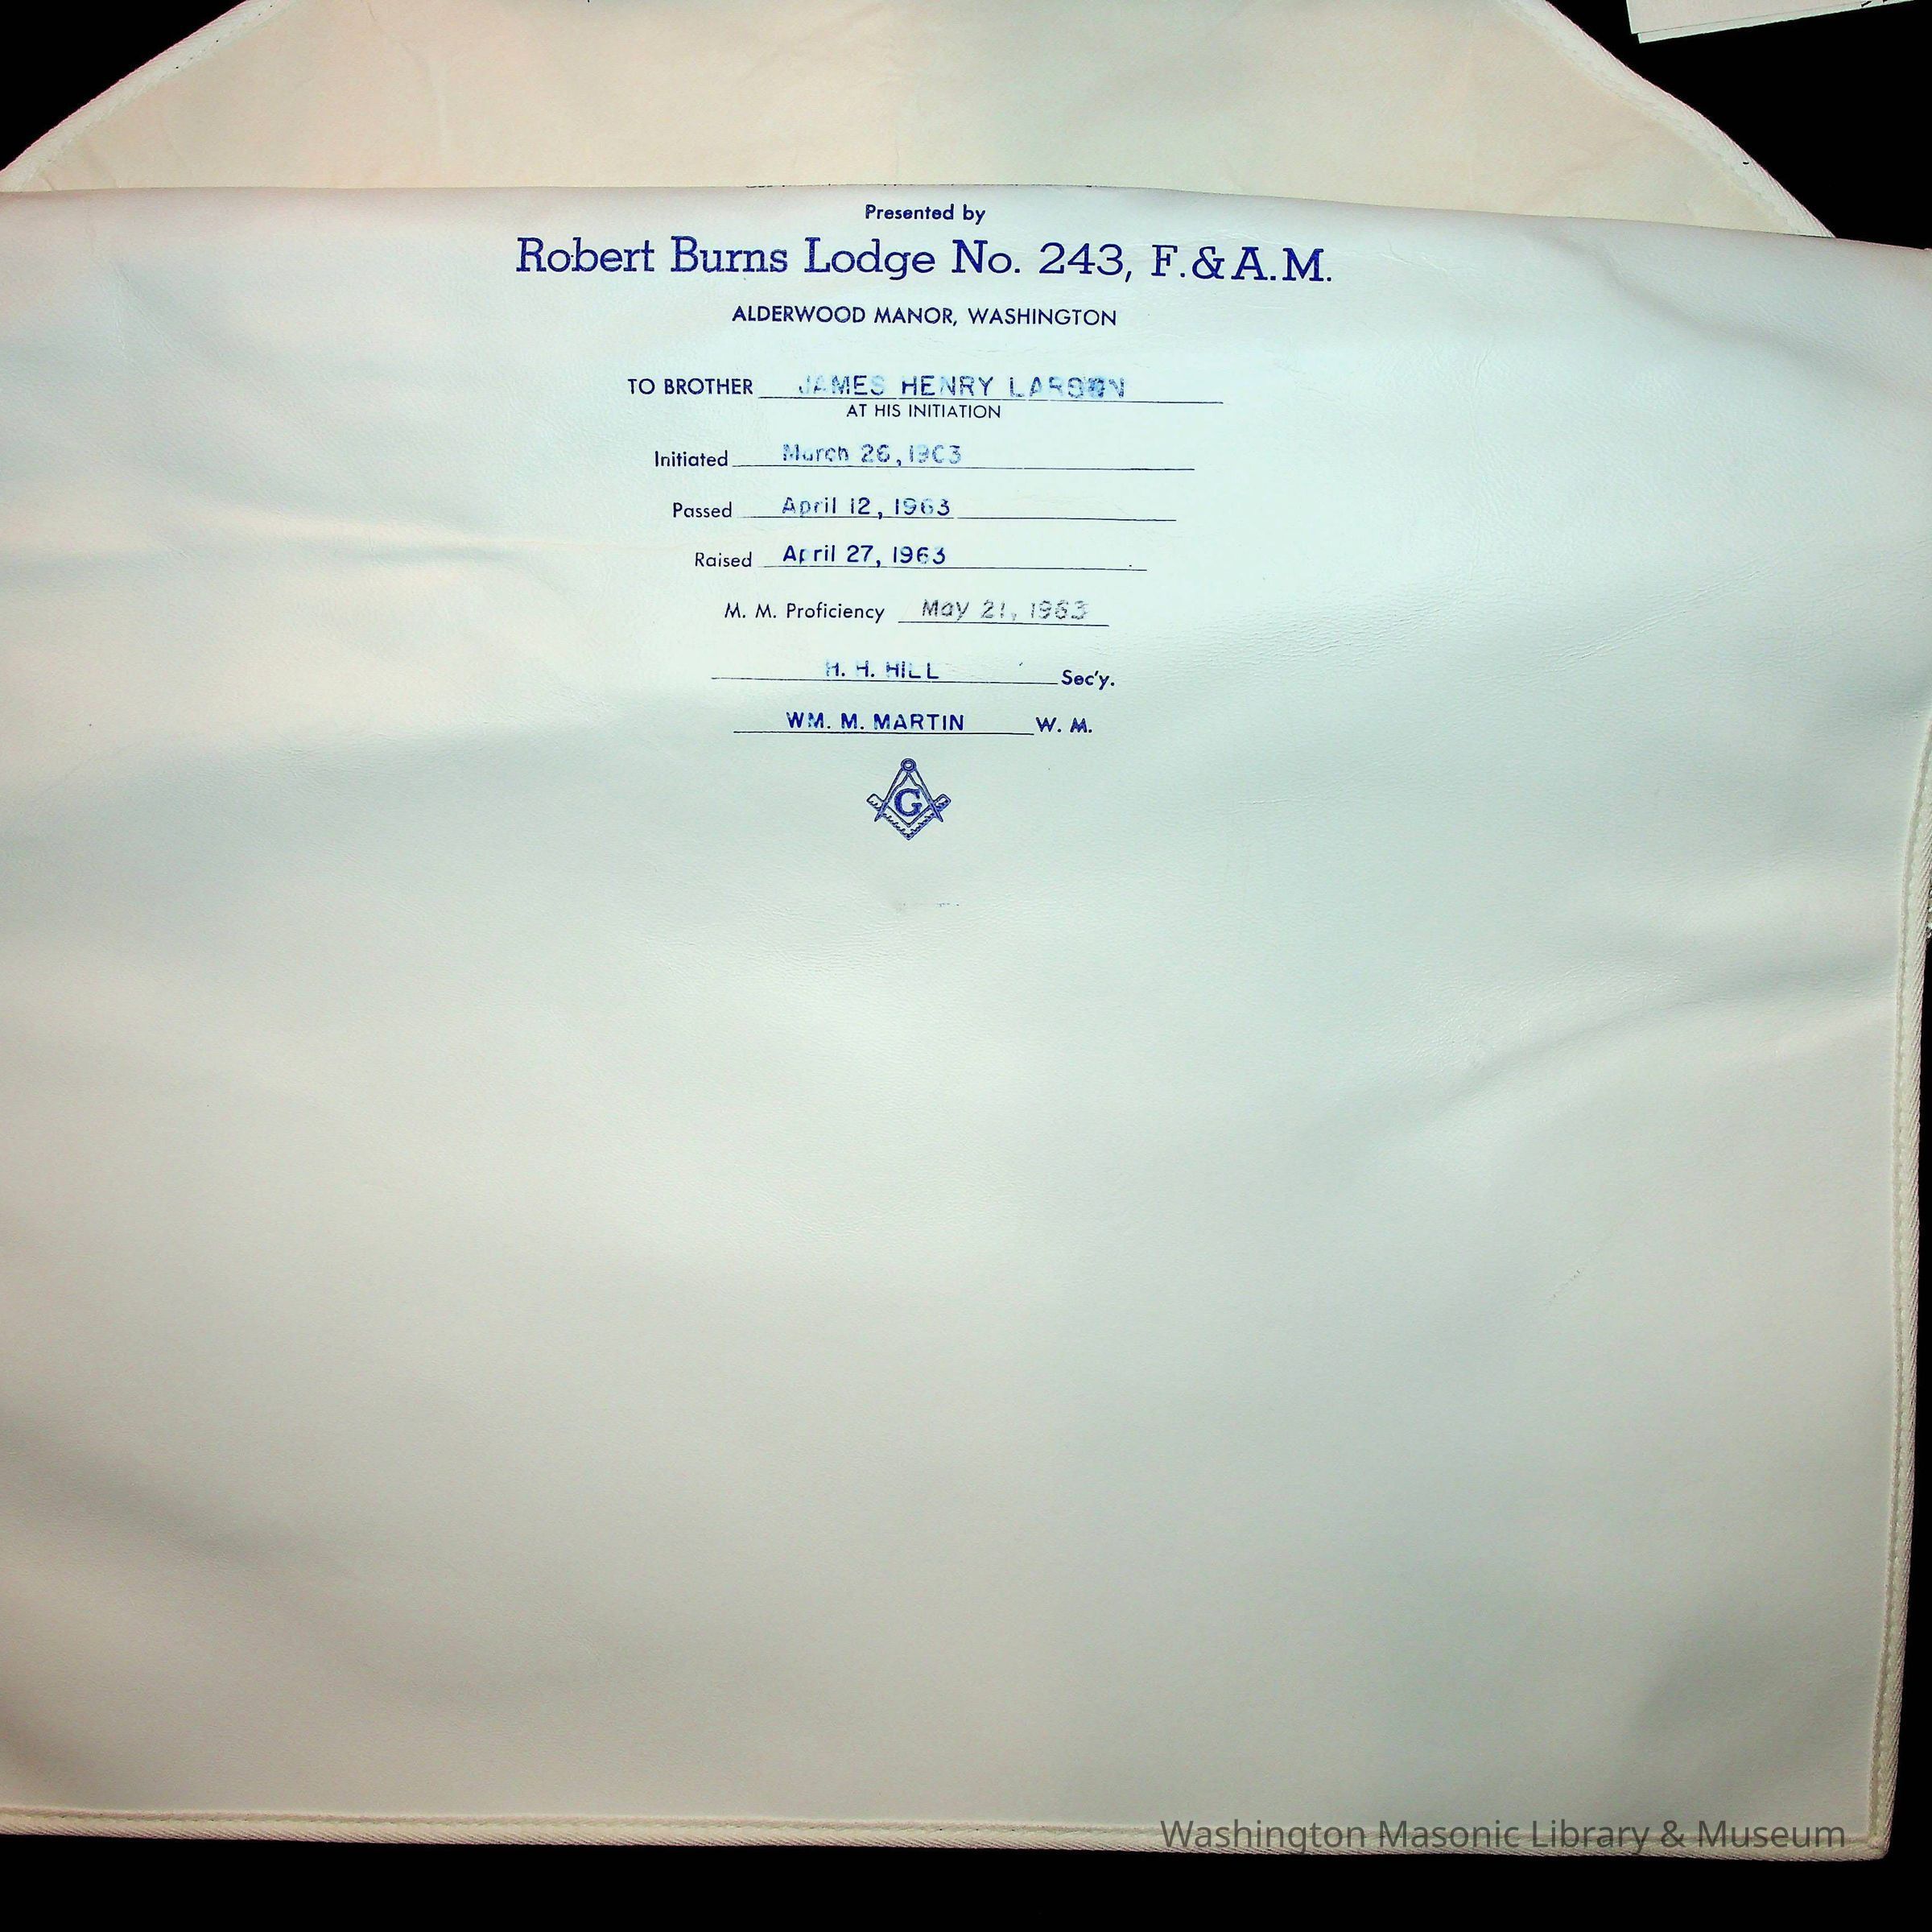 Presented by
Robert Burns Lodge No. 243, F.&A.M.
ALDERWOOD MANOR, WASHINGTON
TO BROTHER JAMES HENRY LARSON
AT HIS INITIATION
Initiated March 26, 1963
Passed April 12, 1963
Raised April 27, 1963
M. M. Proficiency May 21, 1963
H. H. HILL Sec'y.
WM. M. MARTIN W. M.
G
Washington Masonic Library & Museum